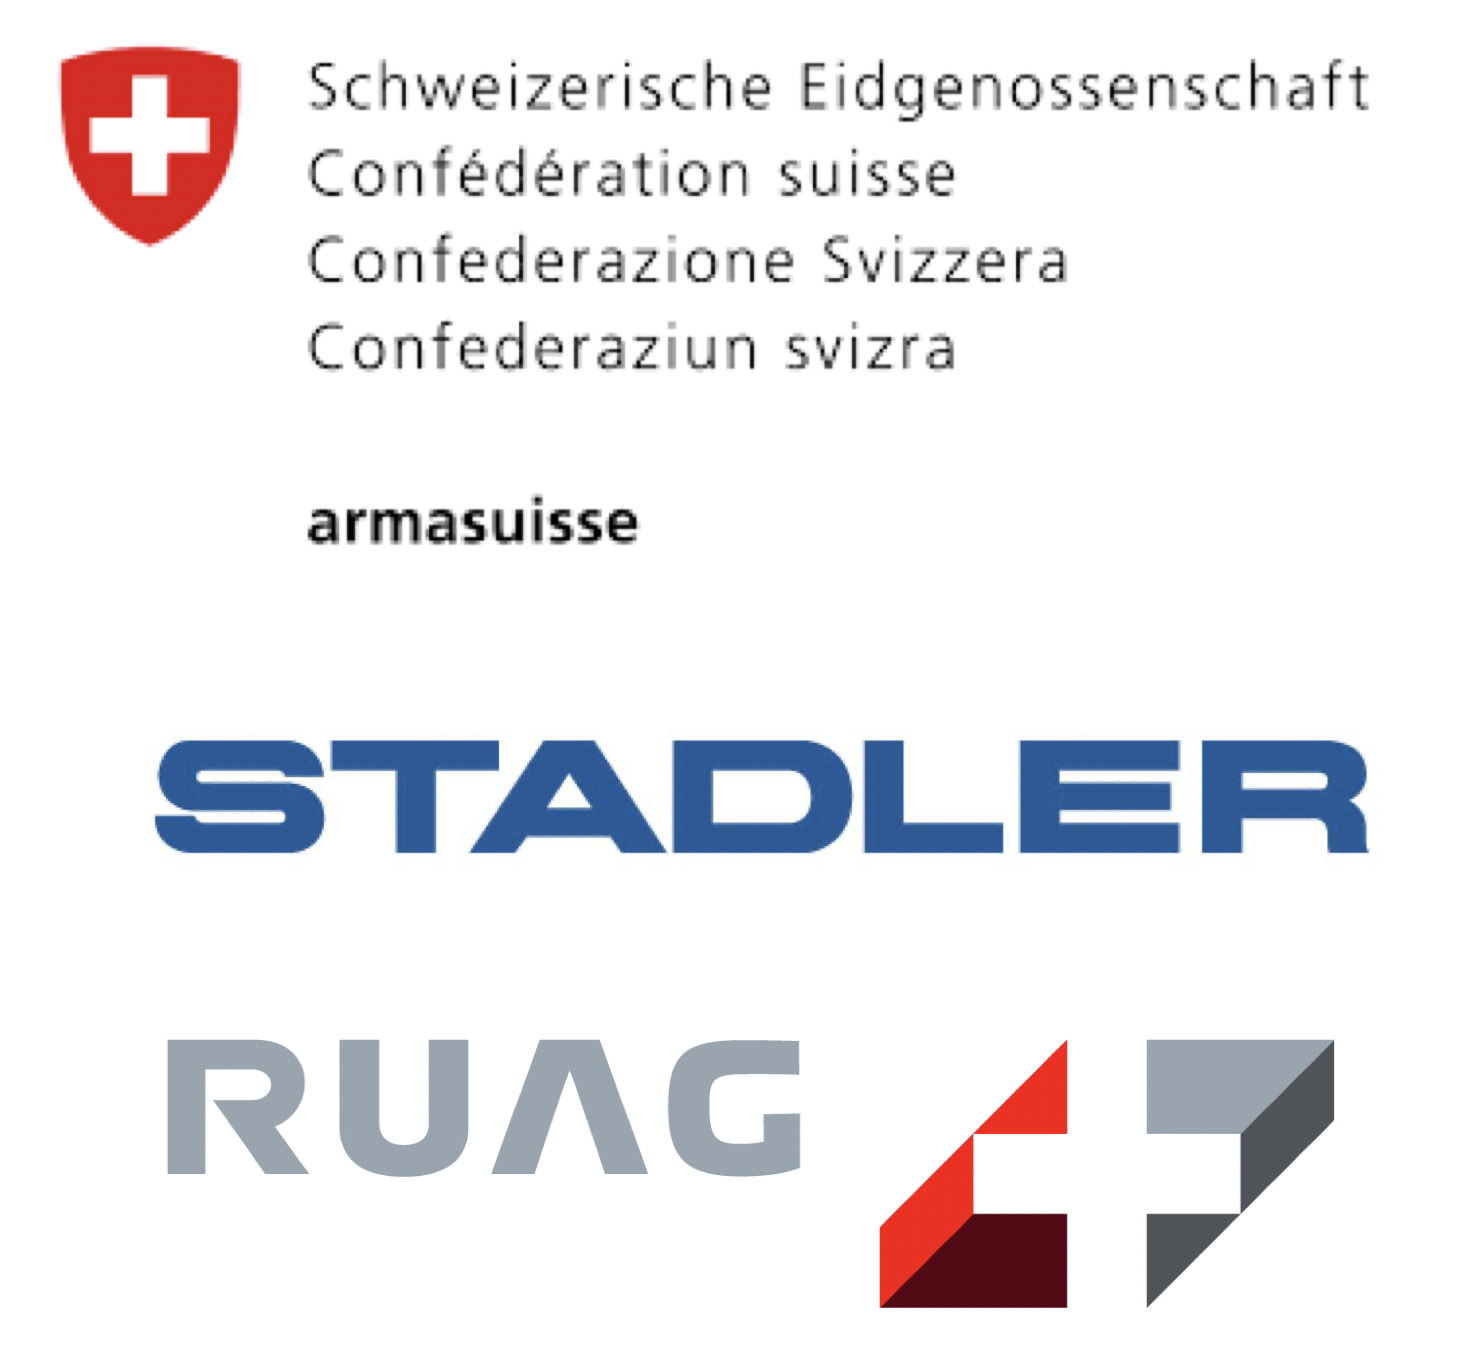 Schweizerische Eidgenossenschaft
Confédération suisse
Confederazione Svizzera
Confederaziun svizra
armasuisse
STADLER
RUAG